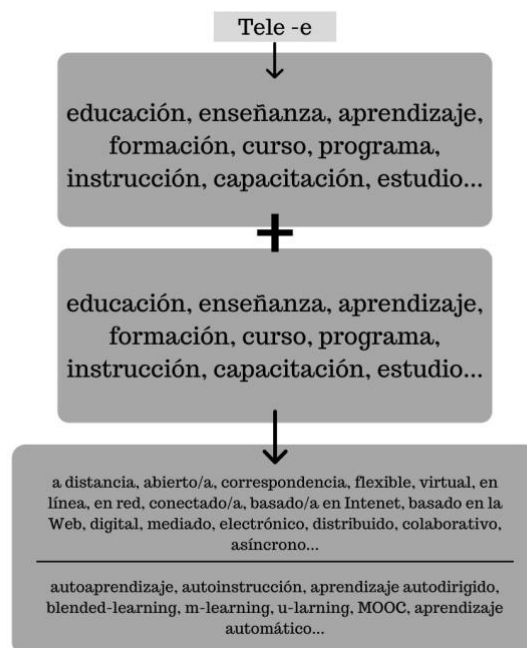 Tele -e
educación, enseñanza, aprendizaje,
formación, curso, programa,
instrucción, capacitación, estudio...
+
educación, enseñanza, aprendizaje,
formación, curso, programa,
instrucción, capacitación, estudio...
a distancia, abierto/a, correspondencia, flexible, virtual, en
línea, en red, conectado/a, basado/a en Intenet, basado en la
Web, digital, mediado, electrónico, distribuido, colaborativo,
asíncrono...
autoaprendizaje, autoinstrucción, aprendizaje autodirigido,
blended-learning, m-learning, u-larning, MOOC, aprendizaje
automático...